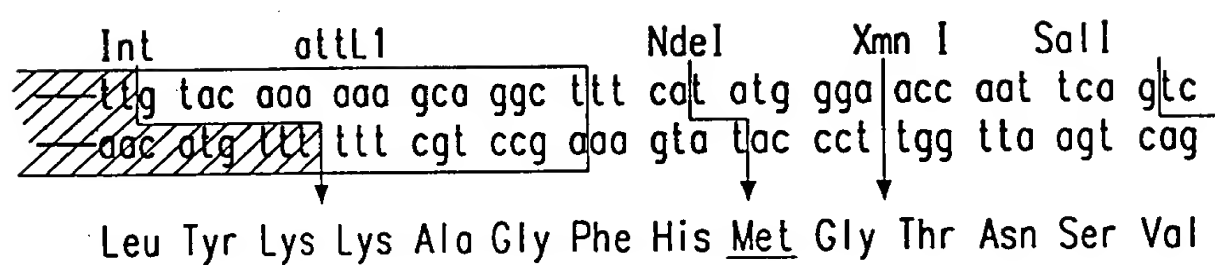 Int attL1 NdeI Xmn I SalI
ttg tac aaa aaa gca ggc ttt cat atg gga acc aat tca gtc
aac atg ttt ttt cgt ccg aaa gta tac cct tgg tta agt cag
Leu Tyr Lys Lys Ala Gly Phe His Met Gly Thr Asn Ser Val